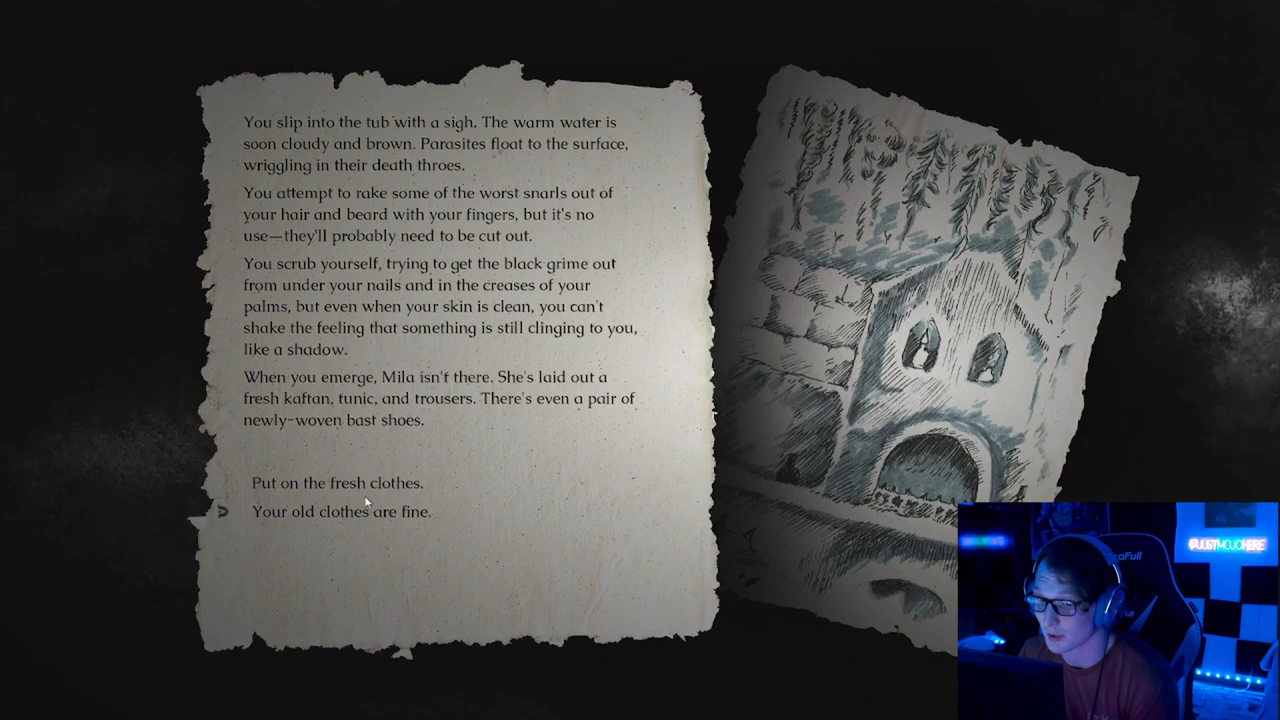 You slip into the tub with a sigh. The warm water is
soon cloudy and brown. Parasites float to the surface,
wriggling in their death throes.
You attempt to rake some of the worst snarls out of
your hair and beard with your fingers, but it's no
use—they'll probably need to be cut out.
You scrub yourself, trying to get the black grime out
from under your nails and in the creases of your
palms, but even when your skin is clean, you can't
shake the feeling that something is still clinging to you,
like a shadow.
When you emerge, Mila isn't there. She's laid out a
fresh kaftan, tunic, and trousers. There's even a pair of
newly-woven bast shoes.
Put on the fresh clothes.
Your old clothes are fine.